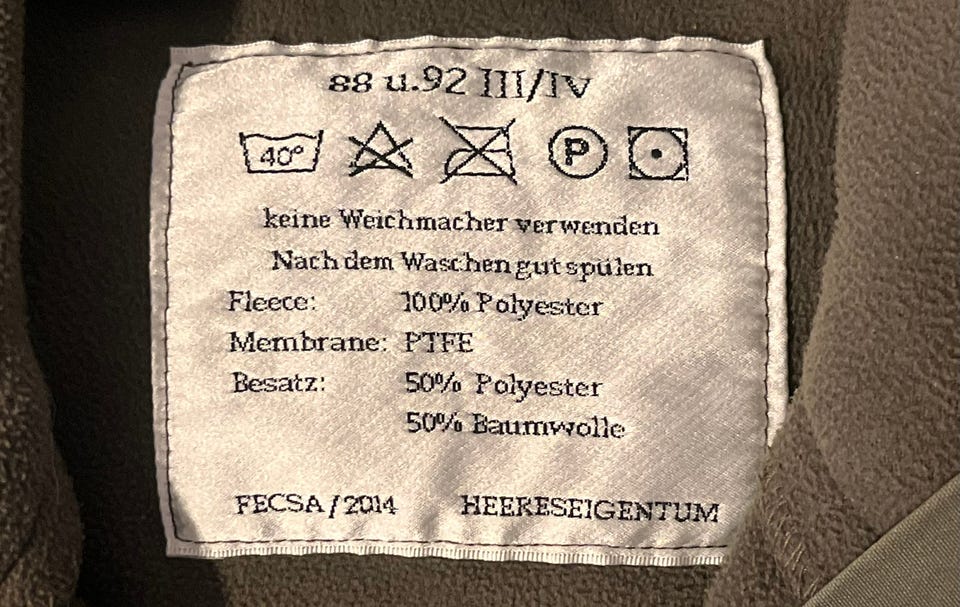 88 u.92 III/IV
40° P
keine Weichmacher verwenden
Nach dem Waschen gut spülen
Fleece: 100% Polyester
Membrane: PTFE
Besatz: 50% Polyester
50% Baumwolle
FECSA/2014 HEERESEIGENTUM